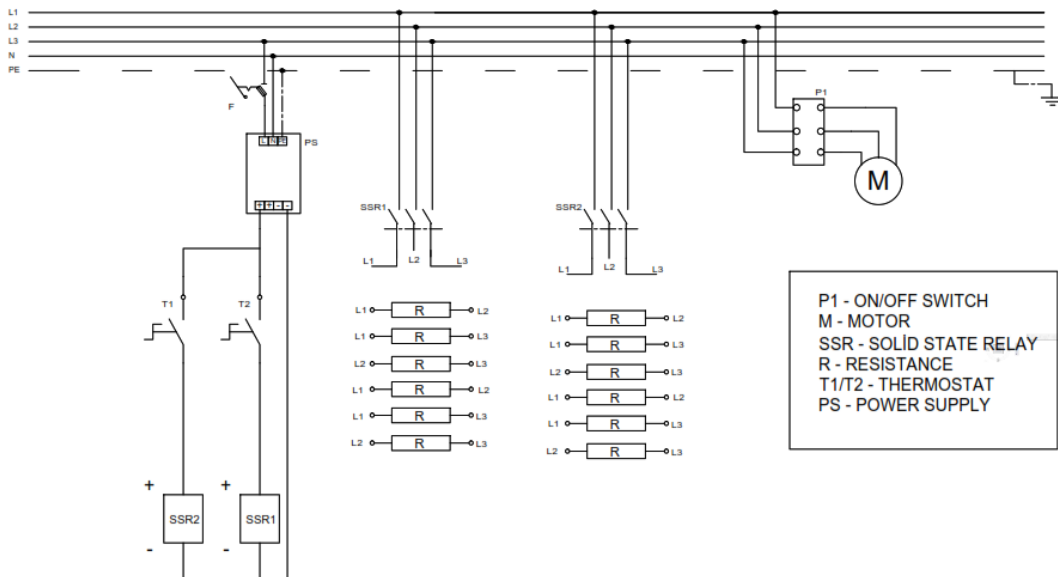 L1
L2
L3
N
PE
F
L N PE
PS
+ + - -
SSR1
L1 L2 L3
SSR2
L1 L2 L3
P1
M
T1 T2
L1 R L2
L1 R L3
L2 R L3
L1 R L2
L1 R L3
L2 R L3
L1 R L2
L1 R L3
L2 R L3
L1 R L2
L1 R L3
L2 R L3
P1 - ON/OFF SWITCH
M - MOTOR
SSR - SOLİD STATE RELAY
R - RESISTANCE
T1/T2 - THERMOSTAT
PS - POWER SUPPLY
+ +
SSR2 SSR1
- -